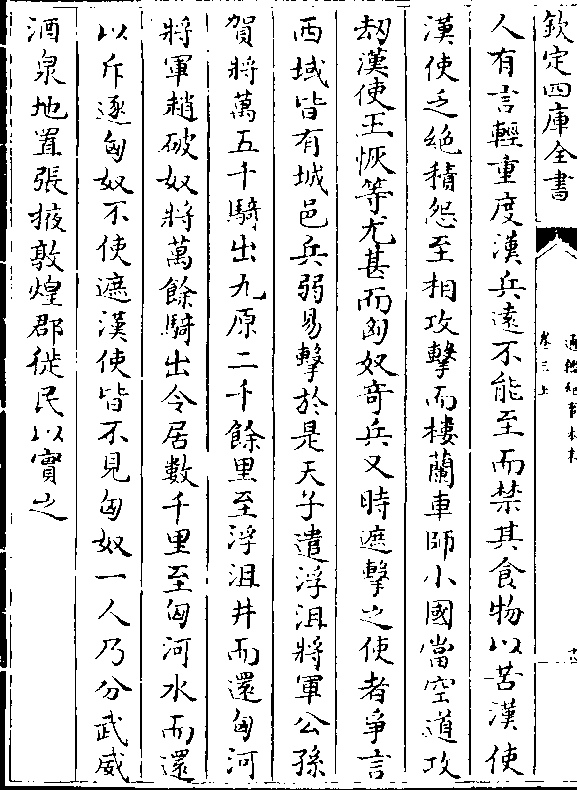 欽定四庫全書
通鑑紀事本末
卷三上
人有言輕重度漢兵遠不能至而禁其食物以苦漢使
漢使乏絶積怨至相攻擊而樓蘭車師小國當空道攻
刼漢使王恢等尤甚而匈奴竒兵又時遮擊之使者爭言
西域皆有城邑兵弱易擊於是天子遣浮沮將軍公孫
賀將萬五千騎出九原二千餘里至浮沮井而還匈河
將軍趙破奴將萬餘騎出令居數千里至匈河水而還
以斥逐匈奴不使遮漢使皆不見匈奴一人乃分武威
酒泉地置張掖敦煌郡徙民以實之